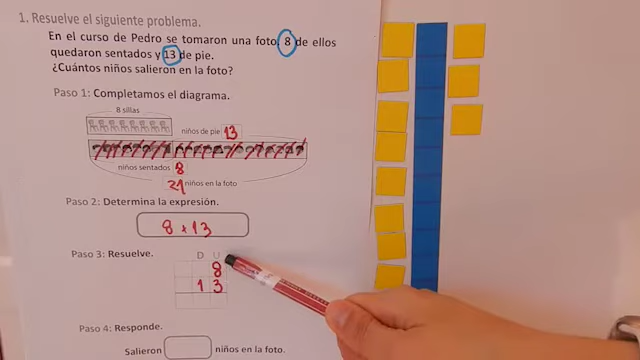 1. Resuelve el siguiente problema.
En el curso de Pedro se tomaron una foto, 8 de ellos
quedaron sentados y 13 de pie.
¿Cuántos niños salieron en la foto?
Paso 1: Completamos el diagrama.
8 sillas
niños de pie 13
niños sentados 8
21 niños en la foto
Paso 2: Determina la expresión.
8 + 13
Paso 3: Resuelve.
D U
8
1 3
Paso 4: Responde.
Salieron niños en la foto.